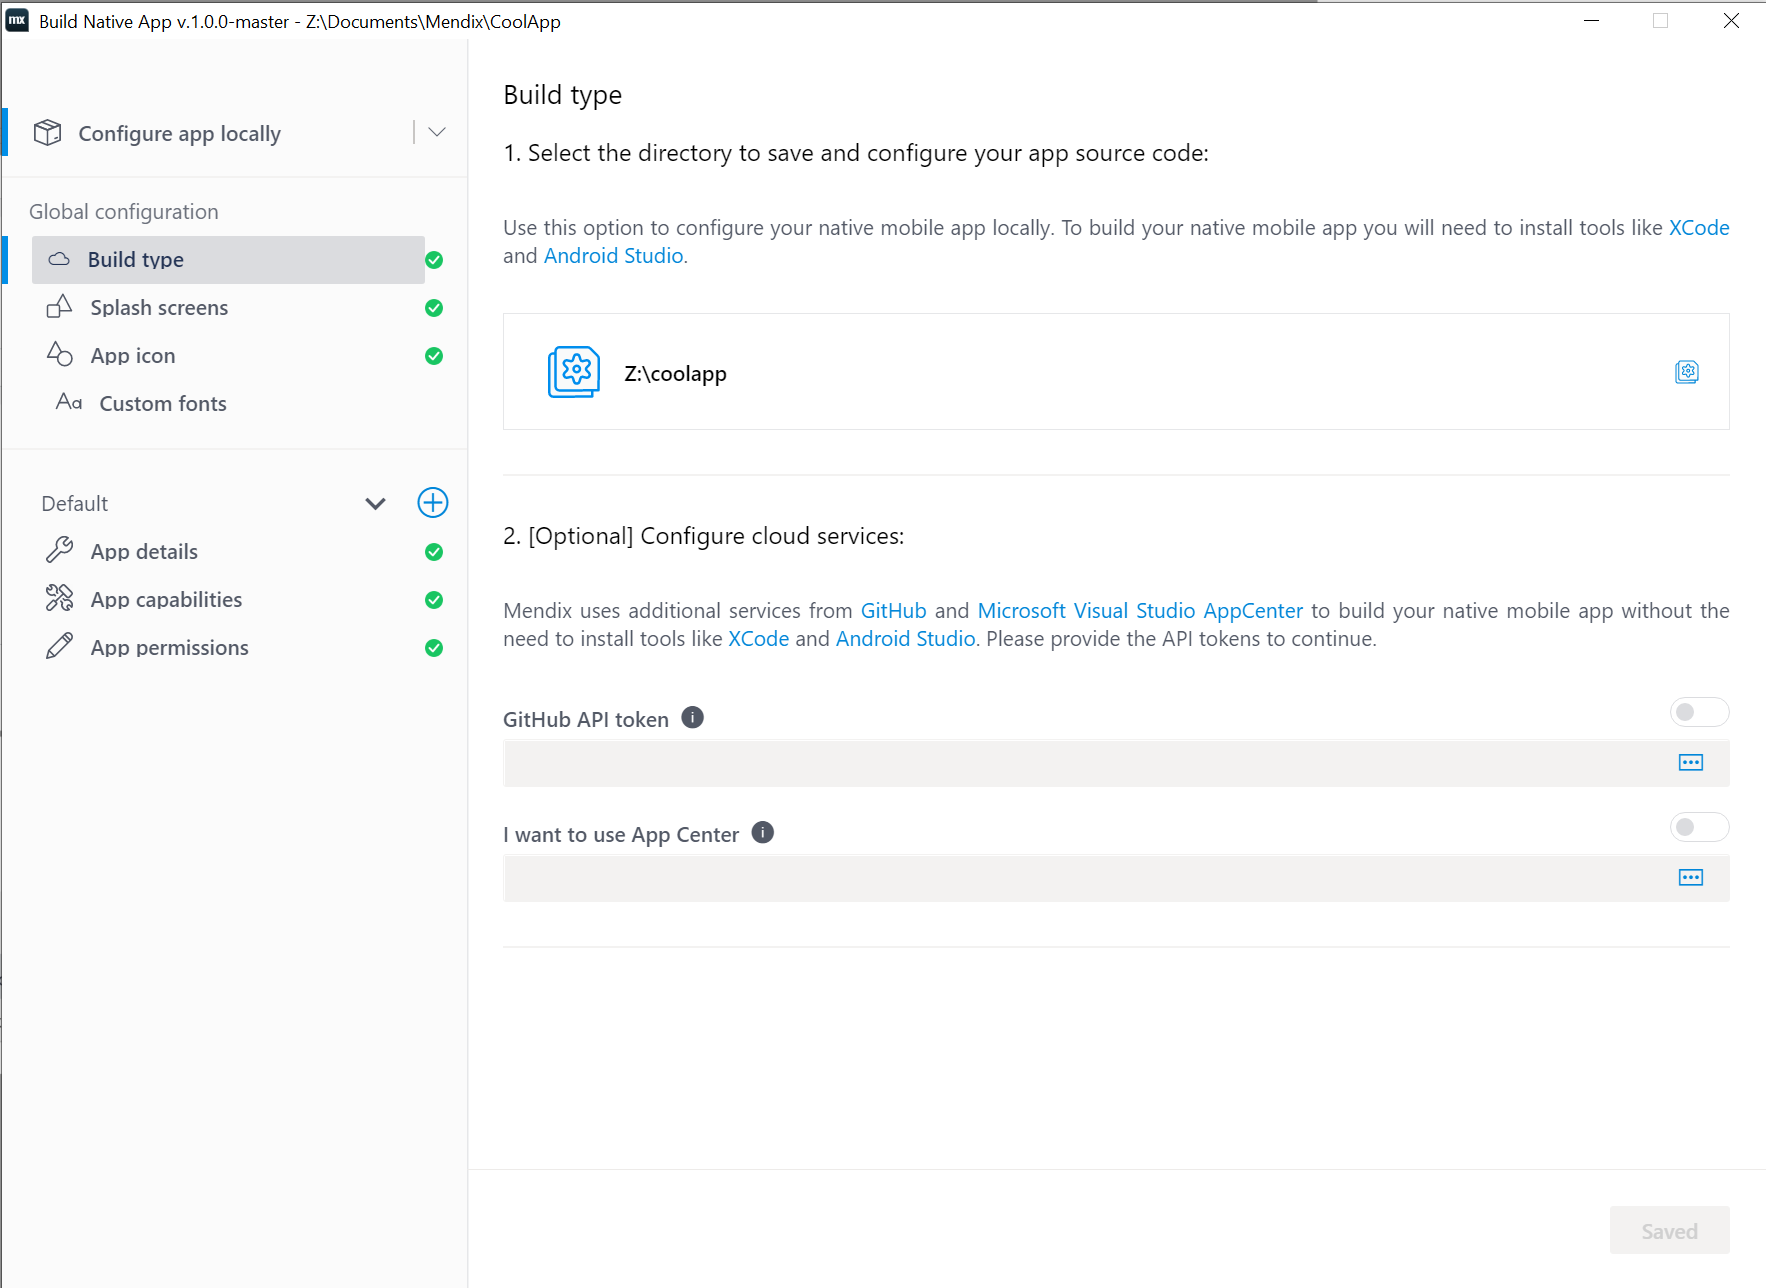 mx Build Native App v.1.0.0-master - Z:\Documents\Mendix\CoolApp
Configure app locally
Global configuration
Build type
Splash screens
App icon
Aa Custom fonts
Default
App details
App capabilities
App permissions
Build type
1. Select the directory to save and configure your app source code:
Use this option to configure your native mobile app locally. To build your native mobile app you will need to install tools like XCode
and Android Studio.
Z:\coolapp
2. [Optional] Configure cloud services:
Mendix uses additional services from GitHub and Microsoft Visual Studio AppCenter to build your native mobile app without the
need to install tools like XCode and Android Studio. Please provide the API tokens to continue.
GitHub API token i
I want to use App Center i
Saved